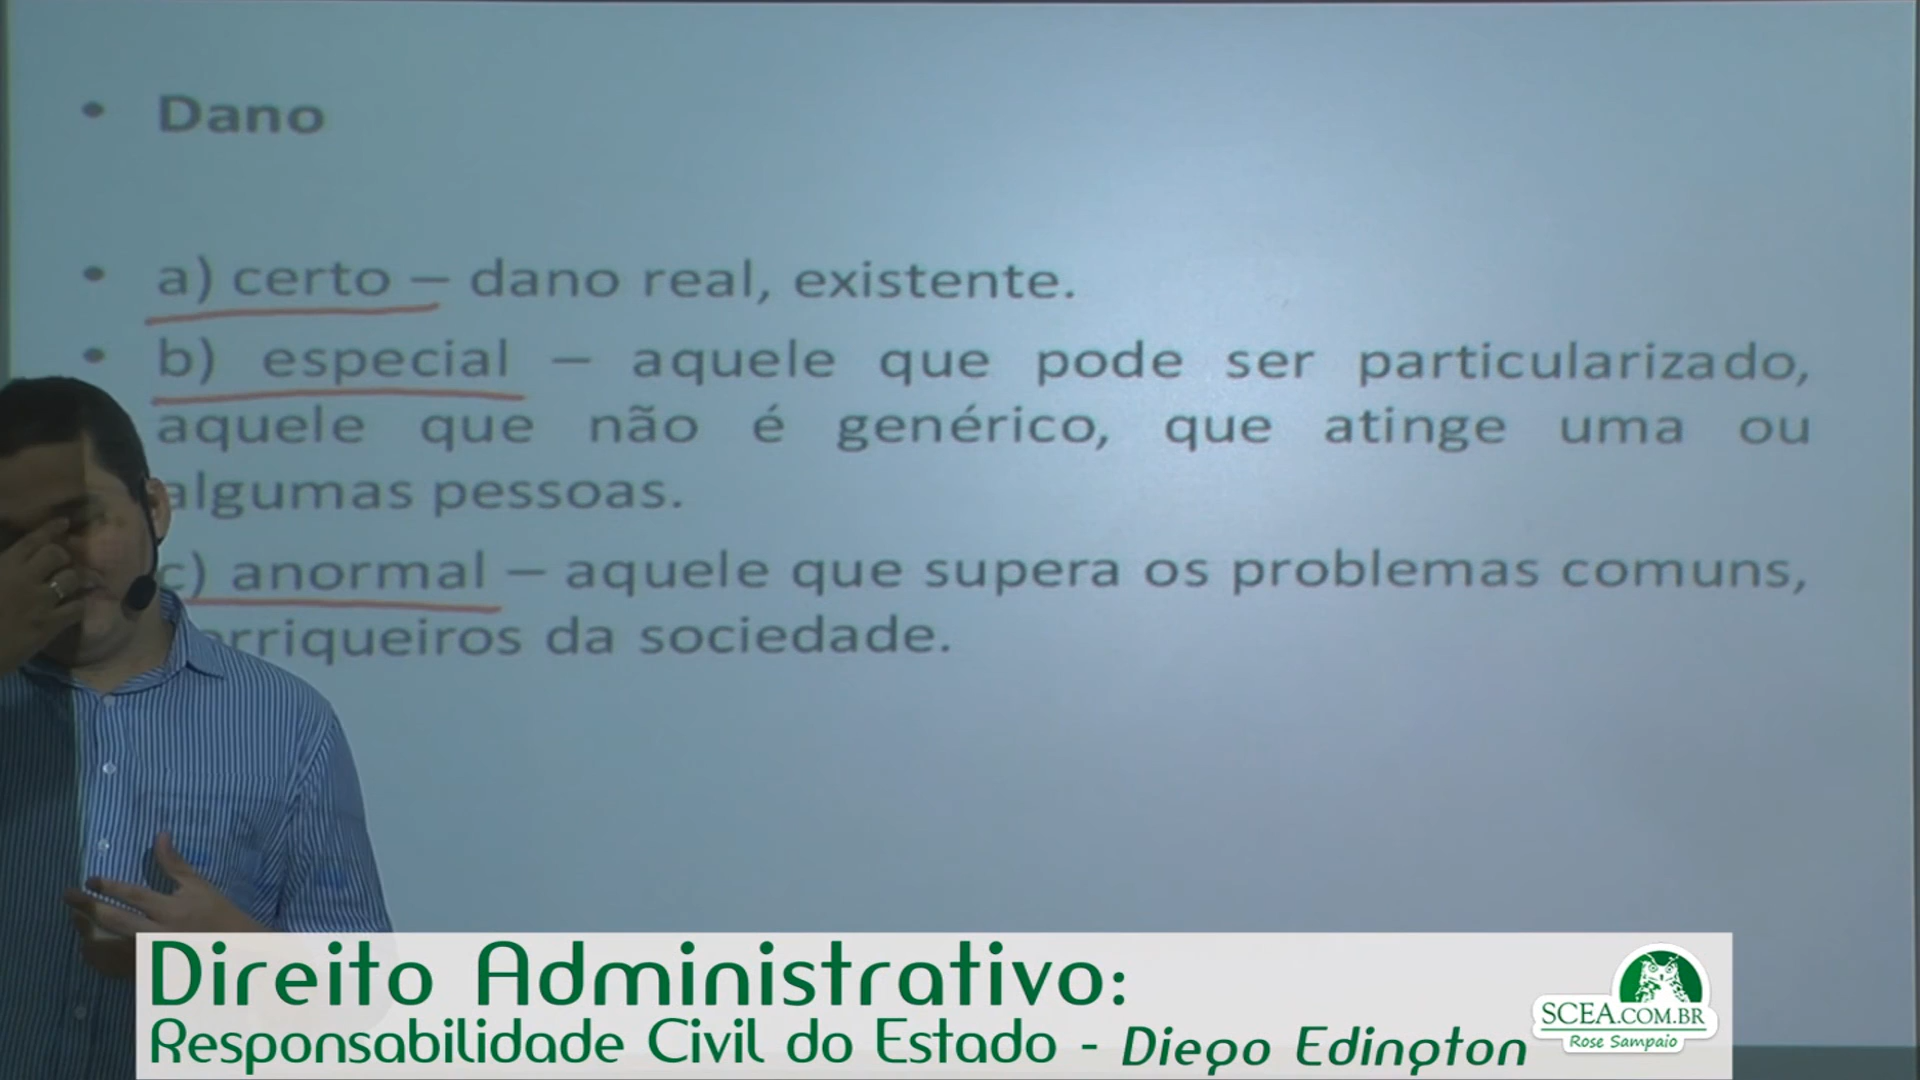 • Dano
• a) certo – dano real, existente.
• b) especial – aquele que pode ser particularizado,
aquele que não é genérico, que atinge uma ou
algumas pessoas.
c) anormal – aquele que supera os problemas comuns,
da sociedade.
Direito Administrativo:
Responsabilidade Civil do Estado - Diego Edington
SCEA.COM.BR
Rose Sampaio